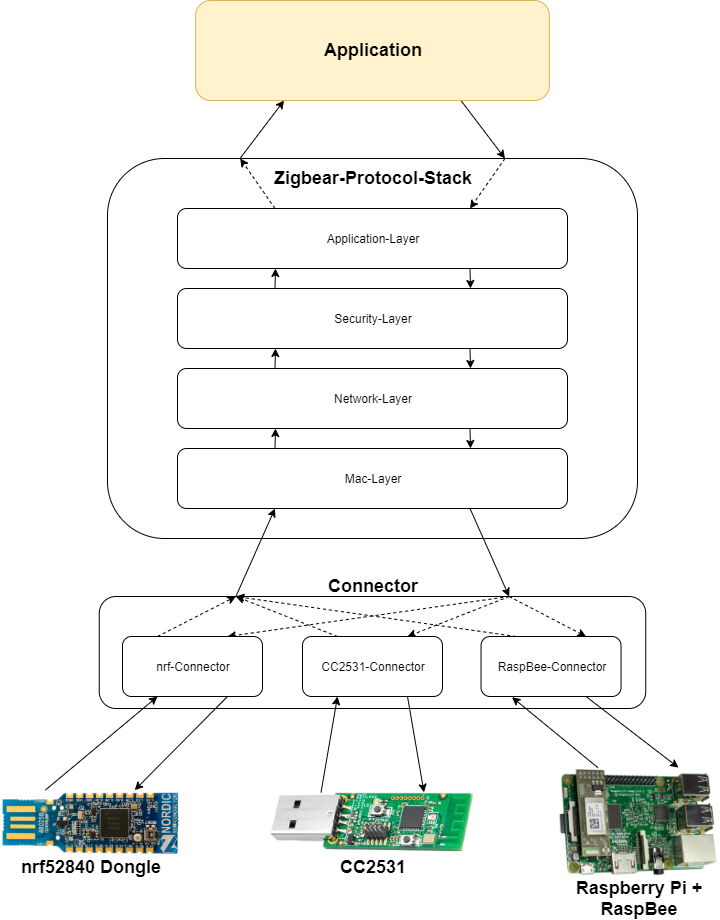 Application
Zigbear-Protocol-Stack
Application-Layer
Security-Layer
Network-Layer
Mac-Layer
Connector
nrf-Connector
CC2531-Connector
RaspBee-Connector
NORDIC
nrf52840 Dongle
CC2531
Raspberry Pi +
RaspBee